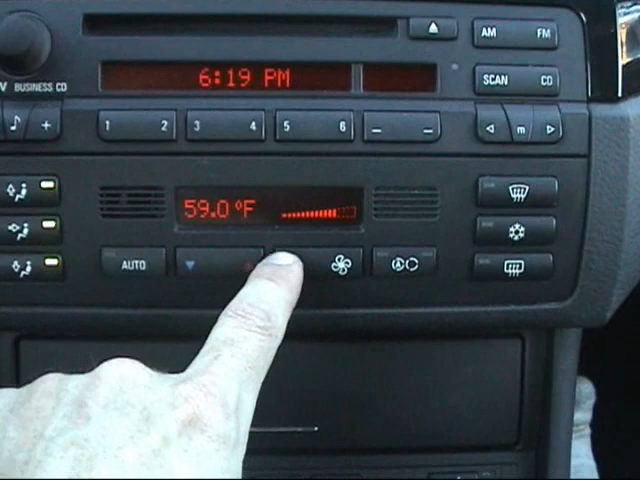 AM FM
6:19 PM
SCAN CD
BUSINESS CD
1 2 3 4 5 6
m
59.0°F
AUTO
A